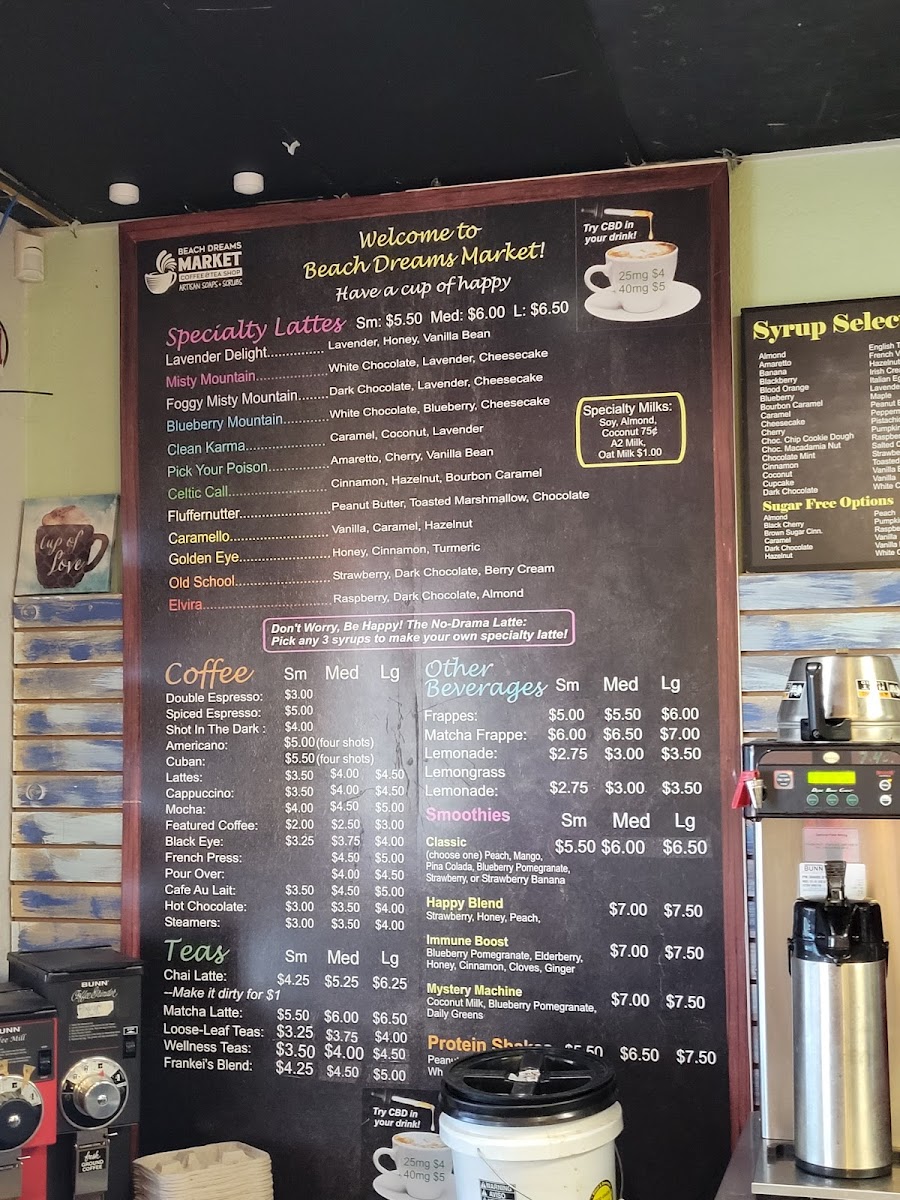 BEACH DREAMS
MARKET
COFFEE & TEA SHOP
ARTISAN SOAPS + SCRUBS
Welcome to
Beach Dreams Market!
Have a cup of happy
Try CBD in
your drink!
25mg $4
40mg $5
Specialty Lattes Sm: $5.50 Med: $6.00 L: $6.50
Lavender Delight............... Lavender, Honey, Vanilla Bean
Misty Mountain.................. White Chocolate, Lavender, Cheesecake
Foggy Misty Mountain........ Dark Chocolate, Lavender, Cheesecake
Blueberry Mountain............ White Chocolate, Blueberry, Cheesecake
Clean Karma..................... Caramel, Coconut, Lavender
Pick Your Poison............... Amaretto, Cherry, Vanilla Bean
Celtic Call......................... Cinnamon, Hazelnut, Bourbon Caramel
Fluffernutter...................... Peanut Butter, Toasted Marshmallow, Chocolate
Caramello......................... Vanilla, Caramel, Hazelnut
Golden Eye....................... Honey, Cinnamon, Turmeric
Old School........................ Strawberry, Dark Chocolate, Berry Cream
Elvira................................ Raspberry, Dark Chocolate, Almond
Specialty Milks:
Soy, Almond,
Coconut 75¢
A2 Milk,
Oat Milk $1.00
Don't Worry, Be Happy! The No-Drama Latte:
Pick any 3 syrups to make your own specialty latte!
Coffee Sm Med Lg
Double Espresso: $3.00
Spiced Espresso: $5.00
Shot In The Dark : $4.00
Americano: $5.00 (four shots)
Cuban: $5.50 (four shots)
Lattes: $3.50 $4.00 $4.50
Cappuccino: $3.50 $4.00 $4.50
Mocha: $4.00 $4.50 $5.00
Featured Coffee: $2.00 $2.50 $3.00
Black Eye: $3.25 $3.75 $4.00
French Press: $4.50 $5.00
Pour Over: $4.00 $4.50
Cafe Au Lait: $3.50 $4.50 $5.00
Hot Chocolate: $3.00 $3.50 $4.00
Steamers: $3.00 $3.50 $4.00
Teas Sm Med Lg
Chai Latte: $4.25 $5.25 $6.25
--Make it dirty for $1
Matcha Latte: $5.50 $6.00 $6.50
Loose-Leaf Teas: $3.25 $3.75 $4.00
Wellness Teas: $3.50 $4.00 $4.50
Frankei's Blend: $4.25 $4.50 $5.00
Other
Beverages Sm Med Lg
Frappes: $5.00 $5.50 $6.00
Matcha Frappe: $6.00 $6.50 $7.00
Lemonade: $2.75 $3.00 $3.50
Lemongrass
Lemonade: $2.75 $3.00 $3.50
Smoothies Sm Med Lg
Classic $5.50 $6.00 $6.50
(choose one) Peach, Mango,
Pina Colada, Blueberry Pomegranate,
Strawberry, or Strawberry Banana
Happy Blend $7.00 $7.50
Strawberry, Honey, Peach,
Immune Boost $7.00 $7.50
Blueberry Pomegranate, Elderberry,
Honey, Cinnamon, Cloves, Ginger
Mystery Machine $7.00 $7.50
Coconut Milk, Blueberry Pomegranate,
Daily Greens
Protein $6.50 $7.50
Try CBD in
your drink!
25mg $4
40mg $5
Syrup
Almond
Amaretto
Banana
Blackberry
Blood Orange
Blueberry
Bourbon Caramel
Caramel
Cheesecake
Cherry
Choc. Chip Cookie Dough
Choc. Macadamia Nut
Chocolate Mint
Cinnamon
Coconut
Cupcake
Dark Chocolate
English
French
Irish
Italian
Maple
Peanut
Salted
Toasted
Vanilla
Vanilla
White
Sugar Free Options
Almond
Black Cherry
Brown Sugar Cinn.
Caramel
Dark Chocolate
Hazelnut
Peach
Vanilla
Vanilla
White
Cup of
Love
BUNN
BUNN
fresh
GROUND
COFFEE
BUNN
WARNING
AVISO